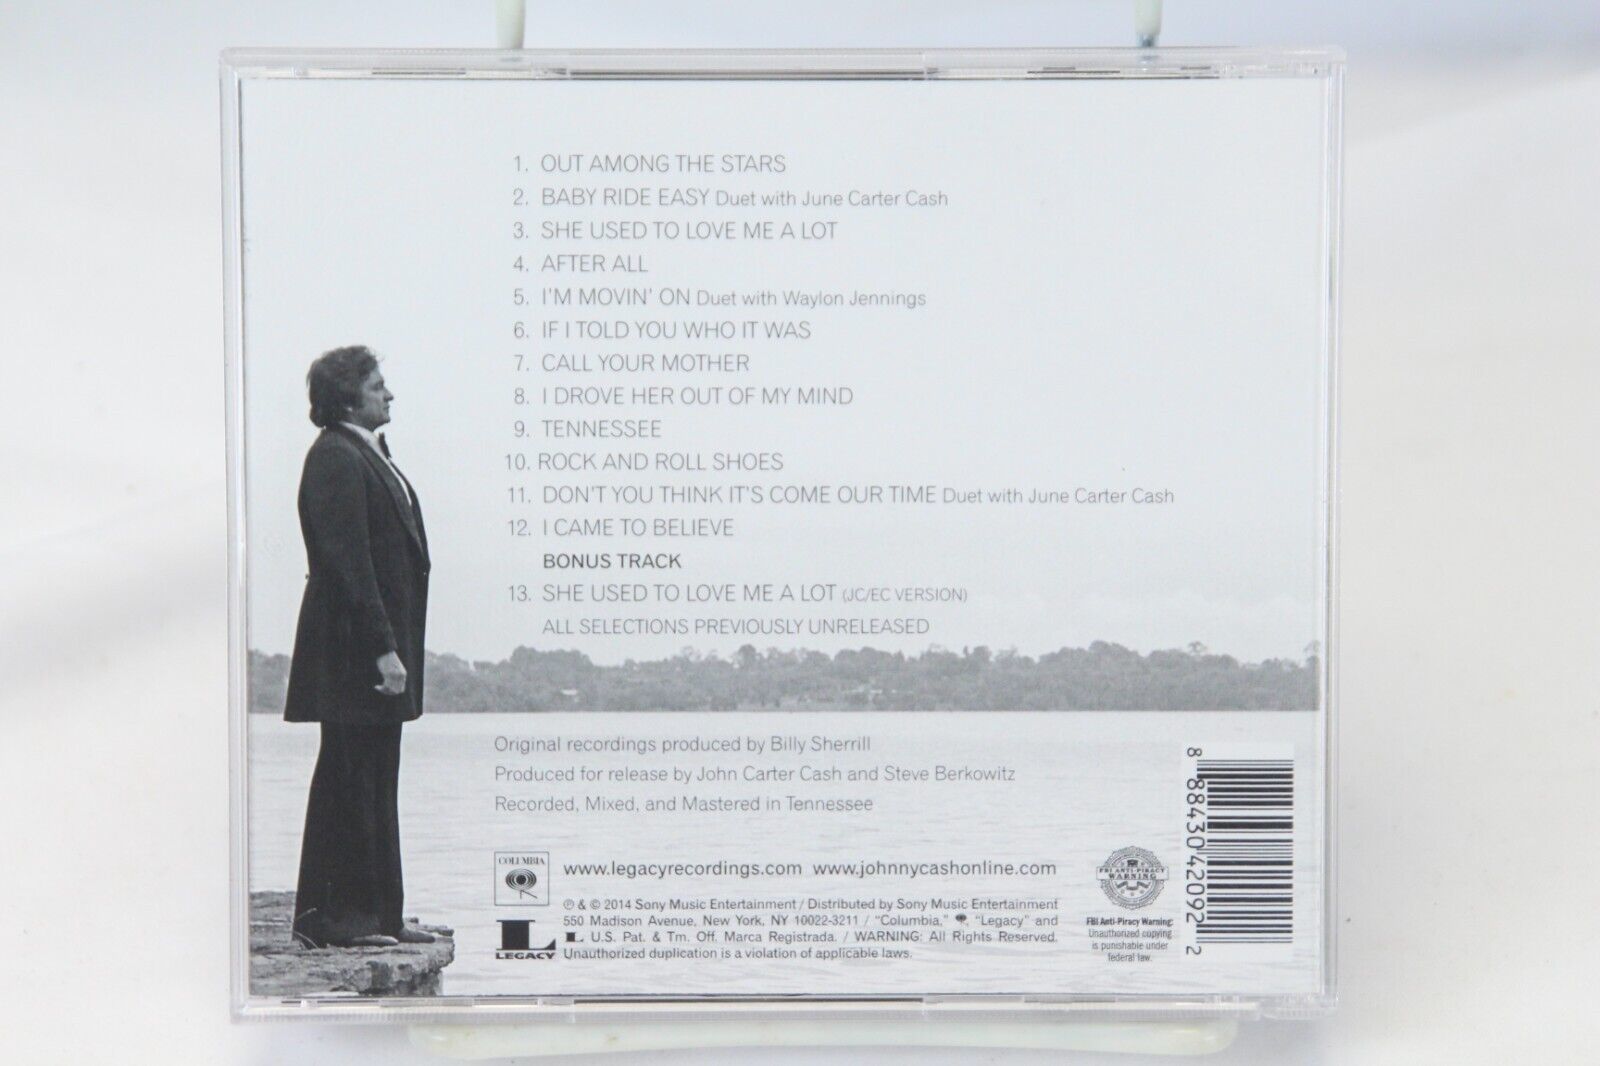 1. OUT AMONG THE STARS
2. BABY RIDE EASY Duet with June Carter Cash
3. SHE USED TO LOVE ME A LOT
4. AFTER ALL
5. I'M MOVIN' ON Duet with Waylon Jennings
6. IF I TOLD YOU WHO IT WAS
7. CALL YOUR MOTHER
8. I DROVE HER OUT OF MY MIND
9. TENNESSEE
10. ROCK AND ROLL SHOES
11. DON'T YOU THINK IT'S COME OUR TIME Duet with June Carter Cash
12. I CAME TO BELIEVE
BONUS TRACK
13. SHE USED TO LOVE ME A LOT (JC/EC VERSION)
ALL SELECTIONS PREVIOUSLY UNRELEASED
Original recordings produced by Billy Sherrill
Produced for release by John Carter Cash and Steve Berkowitz
Recorded, Mixed, and Mastered in Tennessee
COLUMBIA
www.legacyrecordings.com www.johnnycashonline.com
℗ & © 2014 Sony Music Entertainment / Distributed by Sony Music Entertainment
550 Madison Avenue, New York, NY 10022-3211 / "Columbia," , "Legacy" and
L U.S. Pat. & Tm. Off. Marca Registrada. / WARNING: All Rights Reserved.
Unauthorized duplication is a violation of applicable laws.
L
LEGACY
FBI ANTI-PIRACY
WARNING
FBI Anti-Piracy Warning:
Unauthorized copying
is punishable under
federal law.
8 88430 42092 2